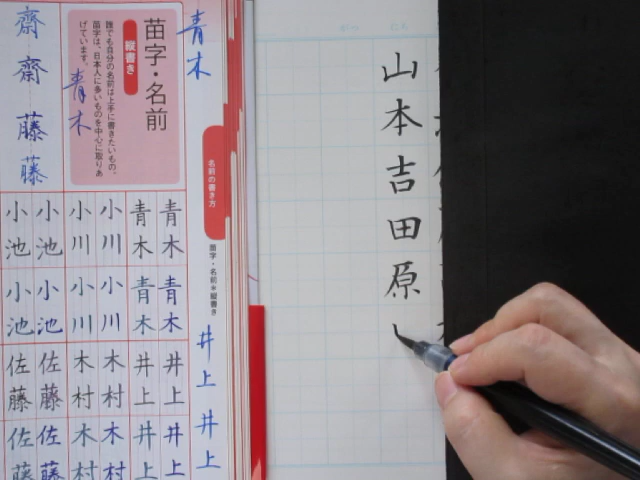 山本吉田原
名前の書き方
苗字・名前＊縦書き
青木
井上
井上
苗字・名前
縦書き
誰でも自分の名前は上手に書きたいもの。
苗字は、日本人に多いものを中心に取りあ
げています。
青木
齋齋藤藤
青木
青木
小川
小川
小池
小池
青木
青木
小川
小川
小池
小池
井上
井上
木村
木村
佐藤
佐藤
井上
井上
木村
木村
佐藤
佐藤